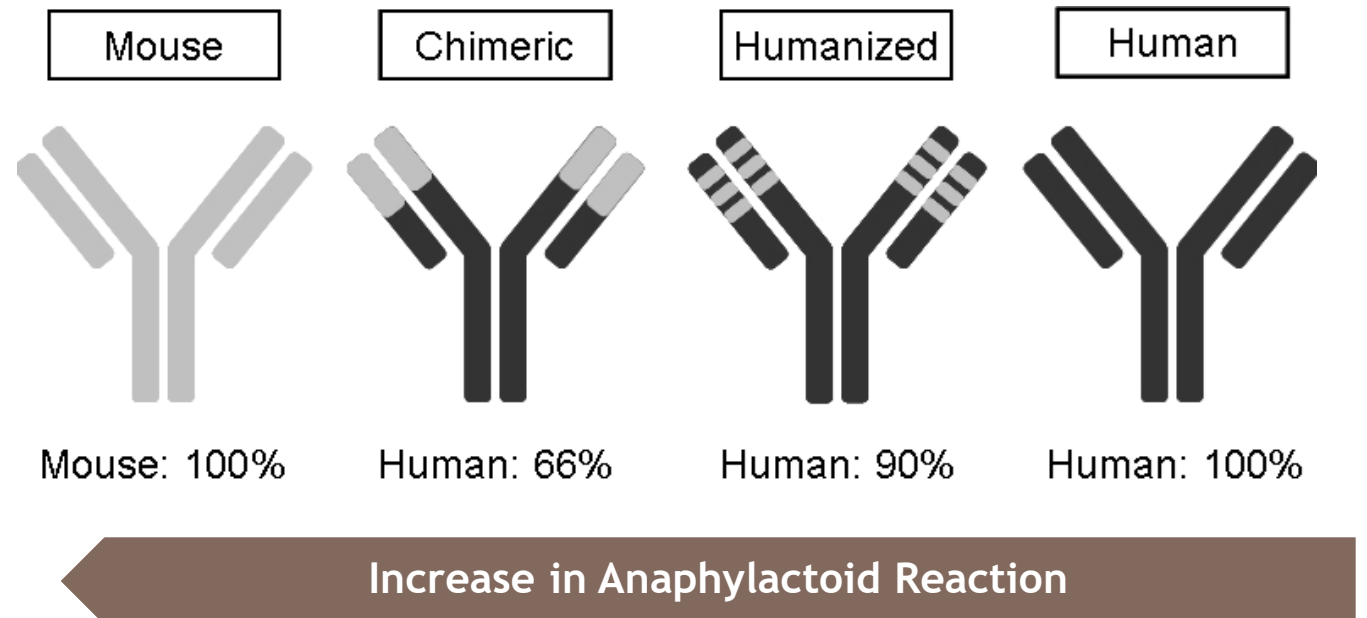 Mouse
Chimeric
Humanized
Human
Mouse: 100%
Human: 66%
Human: 90%
Human: 100%
Increase in Anaphylactoid Reaction